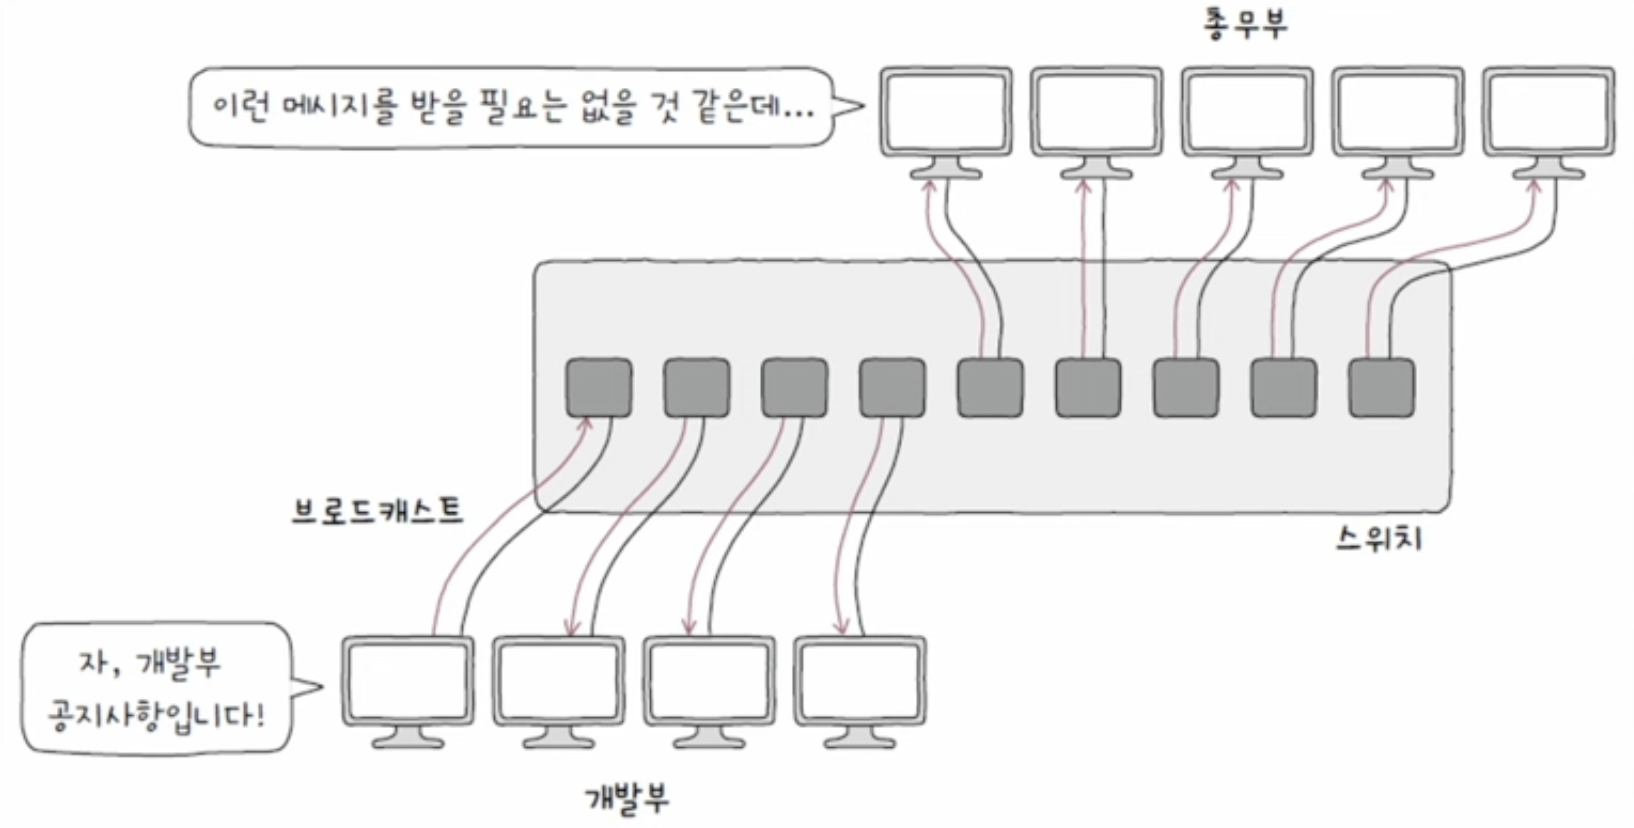 총무부
이런 메시지를 받을 필요는 없을 것 같은데...
브로드캐스트
스위치
자, 개발부
공지사항입니다!
개발부